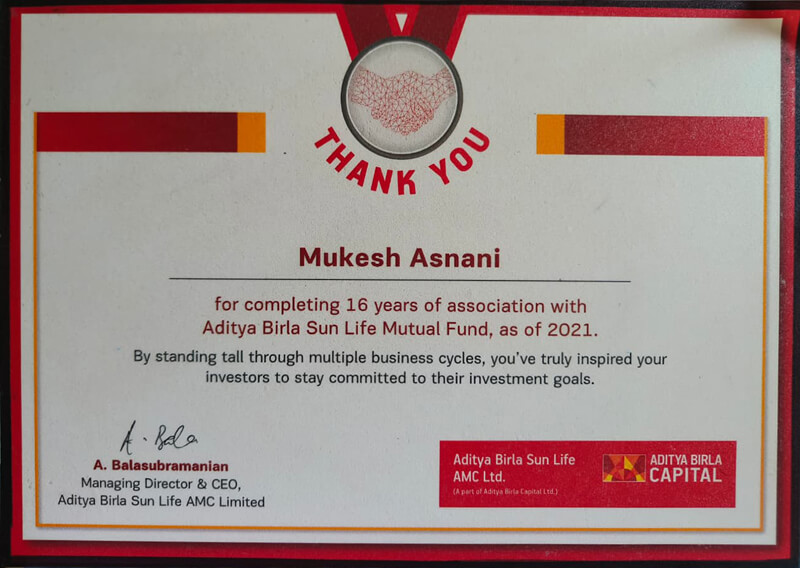 THANK YOU
Mukesh Asnani
for completing 16 years of association with
Aditya Birla Sun Life Mutual Fund, as of 2021.
By standing tall through multiple business cycles, you've truly inspired your
investors to stay committed to their investment goals.
A. Bala
A. Balasubramanian
Managing Director & CEO,
Aditya Birla Sun Life AMC Limited
Aditya Birla Sun Life
AMC Ltd.
(A part of Aditya Birla Capital Ltd.)
ADITYA BIRLA
CAPITAL